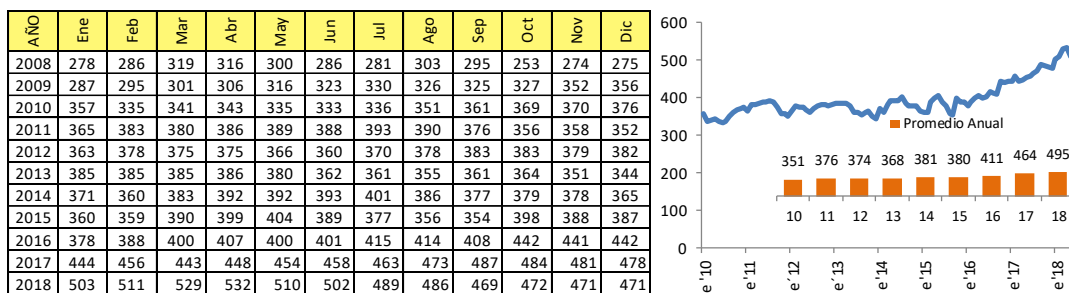 AÑO Ene Feb Mar Abr May Jun Jul Ago Sep Oct Nov Dic
2008 278 286 319 316 300 286 281 303 295 253 274 275
2009 287 295 301 306 316 323 330 326 325 327 352 356
2010 357 335 341 343 335 333 336 351 361 369 370 376
2011 365 383 380 386 389 388 393 390 376 356 358 352
2012 363 378 375 375 366 360 370 378 383 383 379 382
2013 385 385 385 386 380 362 361 355 361 364 351 344
2014 371 360 383 392 392 393 401 386 377 379 378 365
2015 360 359 390 399 404 389 377 356 354 398 388 387
2016 378 388 400 407 400 401 415 414 408 442 441 442
2017 444 456 443 448 454 458 463 473 487 484 481 478
2018 503 511 529 532 510 502 489 486 469 472 471 471
600
500
400
300
200
100
0
Promedio Anual
351 376 374 368 381 380 411 464 495
10 11 12 13 14 15 16 17 18
e '10 e '11 e '12 e '13 e '14 e '15 e '16 e '17 e '18